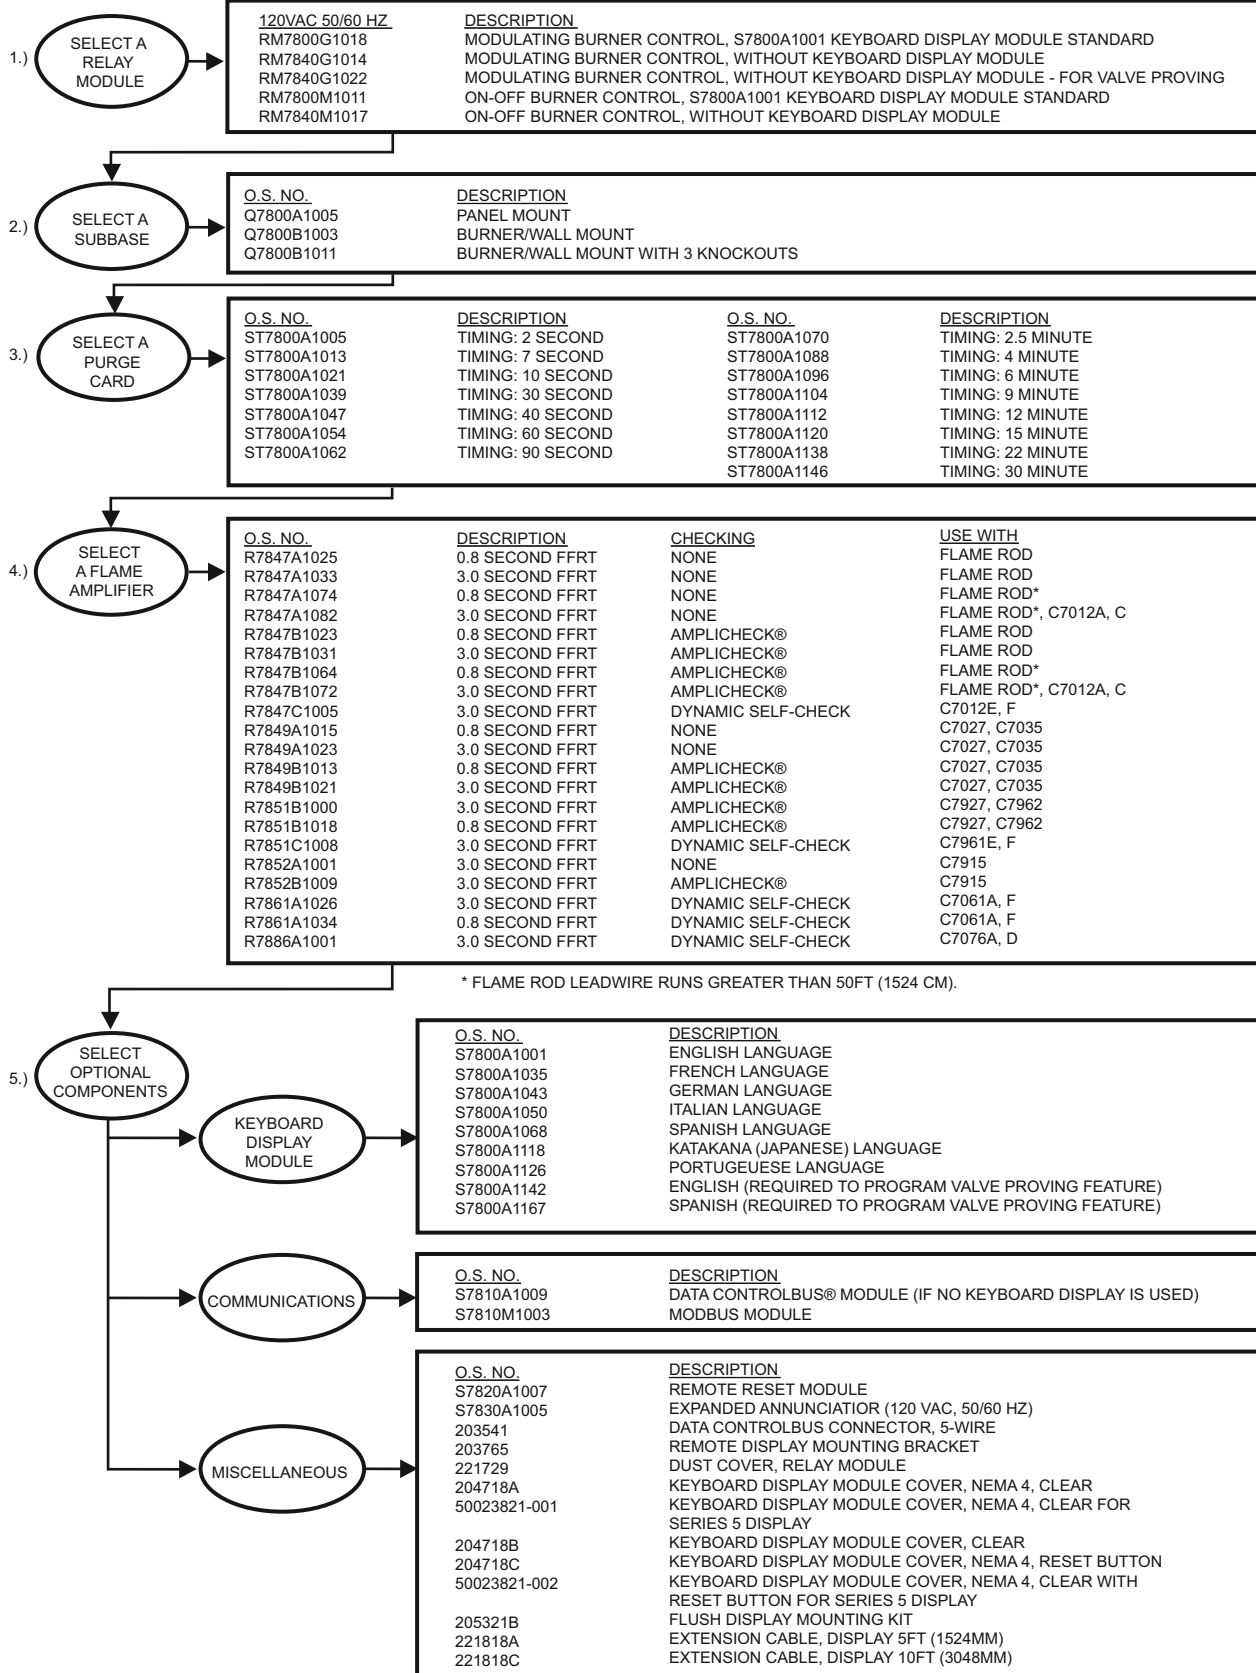 1.)
SELECT A
RELAY
MODULE
120VAC 50/60 HZ DESCRIPTION
RM7800G1018 MODULATING BURNER CONTROL, S7800A1001 KEYBOARD DISPLAY MODULE STANDARD
RM7840G1014 MODULATING BURNER CONTROL, WITHOUT KEYBOARD DISPLAY MODULE
RM7840G1022 MODULATING BURNER CONTROL, WITHOUT KEYBOARD DISPLAY MODULE - FOR VALVE PROVING
RM7800M1011 ON-OFF BURNER CONTROL, S7800A1001 KEYBOARD DISPLAY MODULE STANDARD
RM7840M1017 ON-OFF BURNER CONTROL, WITHOUT KEYBOARD DISPLAY MODULE
2.)
SELECT A
SUBBASE
O.S. NO. DESCRIPTION
Q7800A1005 PANEL MOUNT
Q7800B1003 BURNER/WALL MOUNT
Q7800B1011 BURNER/WALL MOUNT WITH 3 KNOCKOUTS
3.)
SELECT A
PURGE
CARD
O.S. NO. DESCRIPTION O.S. NO. DESCRIPTION
ST7800A1005 TIMING: 2 SECOND ST7800A1070 TIMING: 2.5 MINUTE
ST7800A1013 TIMING: 7 SECOND ST7800A1088 TIMING: 4 MINUTE
ST7800A1021 TIMING: 10 SECOND ST7800A1096 TIMING: 6 MINUTE
ST7800A1039 TIMING: 30 SECOND ST7800A1104 TIMING: 9 MINUTE
ST7800A1047 TIMING: 40 SECOND ST7800A1112 TIMING: 12 MINUTE
ST7800A1054 TIMING: 60 SECOND ST7800A1120 TIMING: 15 MINUTE
ST7800A1062 TIMING: 90 SECOND ST7800A1138 TIMING: 22 MINUTE
ST7800A1146 TIMING: 30 MINUTE
4.)
SELECT
A FLAME
AMPLIFIER
O.S. NO. DESCRIPTION CHECKING USE WITH
R7847A1025 0.8 SECOND FFRT NONE FLAME ROD
R7847A1033 3.0 SECOND FFRT NONE FLAME ROD
R7847A1074 0.8 SECOND FFRT NONE FLAME ROD*
R7847A1082 3.0 SECOND FFRT NONE FLAME ROD*, C7012A, C
R7847B1023 0.8 SECOND FFRT AMPLICHECK® FLAME ROD
R7847B1031 3.0 SECOND FFRT AMPLICHECK® FLAME ROD
R7847B1064 0.8 SECOND FFRT AMPLICHECK® FLAME ROD*
R7847B1072 3.0 SECOND FFRT AMPLICHECK® FLAME ROD*, C7012A, C
R7847C1005 3.0 SECOND FFRT DYNAMIC SELF-CHECK C7012E, F
R7849A1015 0.8 SECOND FFRT NONE C7027, C7035
R7849A1023 3.0 SECOND FFRT NONE C7027, C7035
R7849B1013 0.8 SECOND FFRT AMPLICHECK® C7027, C7035
R7849B1021 3.0 SECOND FFRT AMPLICHECK® C7027, C7035
R7851B1000 3.0 SECOND FFRT AMPLICHECK® C7927, C7962
R7851B1018 0.8 SECOND FFRT AMPLICHECK® C7927, C7962
R7851C1008 3.0 SECOND FFRT DYNAMIC SELF-CHECK C7961E, F
R7852A1001 3.0 SECOND FFRT NONE C7915
R7852B1009 3.0 SECOND FFRT AMPLICHECK® C7915
R7861A1026 3.0 SECOND FFRT DYNAMIC SELF-CHECK C7061A, F
R7861A1034 0.8 SECOND FFRT DYNAMIC SELF-CHECK C7061A, F
R7886A1001 3.0 SECOND FFRT DYNAMIC SELF-CHECK C7076A, D
* FLAME ROD LEADWIRE RUNS GREATER THAN 50FT (1524 CM).
5.)
SELECT
OPTIONAL
COMPONENTS
KEYBOARD
DISPLAY
MODULE
O.S. NO. DESCRIPTION
S7800A1001 ENGLISH LANGUAGE
S7800A1035 FRENCH LANGUAGE
S7800A1043 GERMAN LANGUAGE
S7800A1050 ITALIAN LANGUAGE
S7800A1068 SPANISH LANGUAGE
S7800A1118 KATAKANA (JAPANESE) LANGUAGE
S7800A1126 PORTUGEUESE LANGUAGE
S7800A1142 ENGLISH (REQUIRED TO PROGRAM VALVE PROVING FEATURE)
S7800A1167 SPANISH (REQUIRED TO PROGRAM VALVE PROVING FEATURE)
COMMUNICATIONS
O.S. NO. DESCRIPTION
S7810A1009 DATA CONTROLBUS® MODULE (IF NO KEYBOARD DISPLAY IS USED)
S7810M1003 MODBUS MODULE
MISCELLANEOUS
O.S. NO. DESCRIPTION
S7820A1007 REMOTE RESET MODULE
S7830A1005 EXPANDED ANNUNCIATIOR (120 VAC, 50/60 HZ)
203541 DATA CONTROLBUS CONNECTOR, 5-WIRE
203765 REMOTE DISPLAY MOUNTING BRACKET
221729 DUST COVER, RELAY MODULE
204718A KEYBOARD DISPLAY MODULE COVER, NEMA 4, CLEAR
50023821-001 KEYBOARD DISPLAY MODULE COVER, NEMA 4, CLEAR FOR
SERIES 5 DISPLAY
204718B KEYBOARD DISPLAY MODULE COVER, CLEAR
204718C KEYBOARD DISPLAY MODULE COVER, NEMA 4, RESET BUTTON
50023821-002 KEYBOARD DISPLAY MODULE COVER, NEMA 4, CLEAR WITH
RESET BUTTON FOR SERIES 5 DISPLAY
205321B FLUSH DISPLAY MOUNTING KIT
221818A EXTENSION CABLE, DISPLAY 5FT (1524MM)
221818C EXTENSION CABLE, DISPLAY 10FT (3048MM)